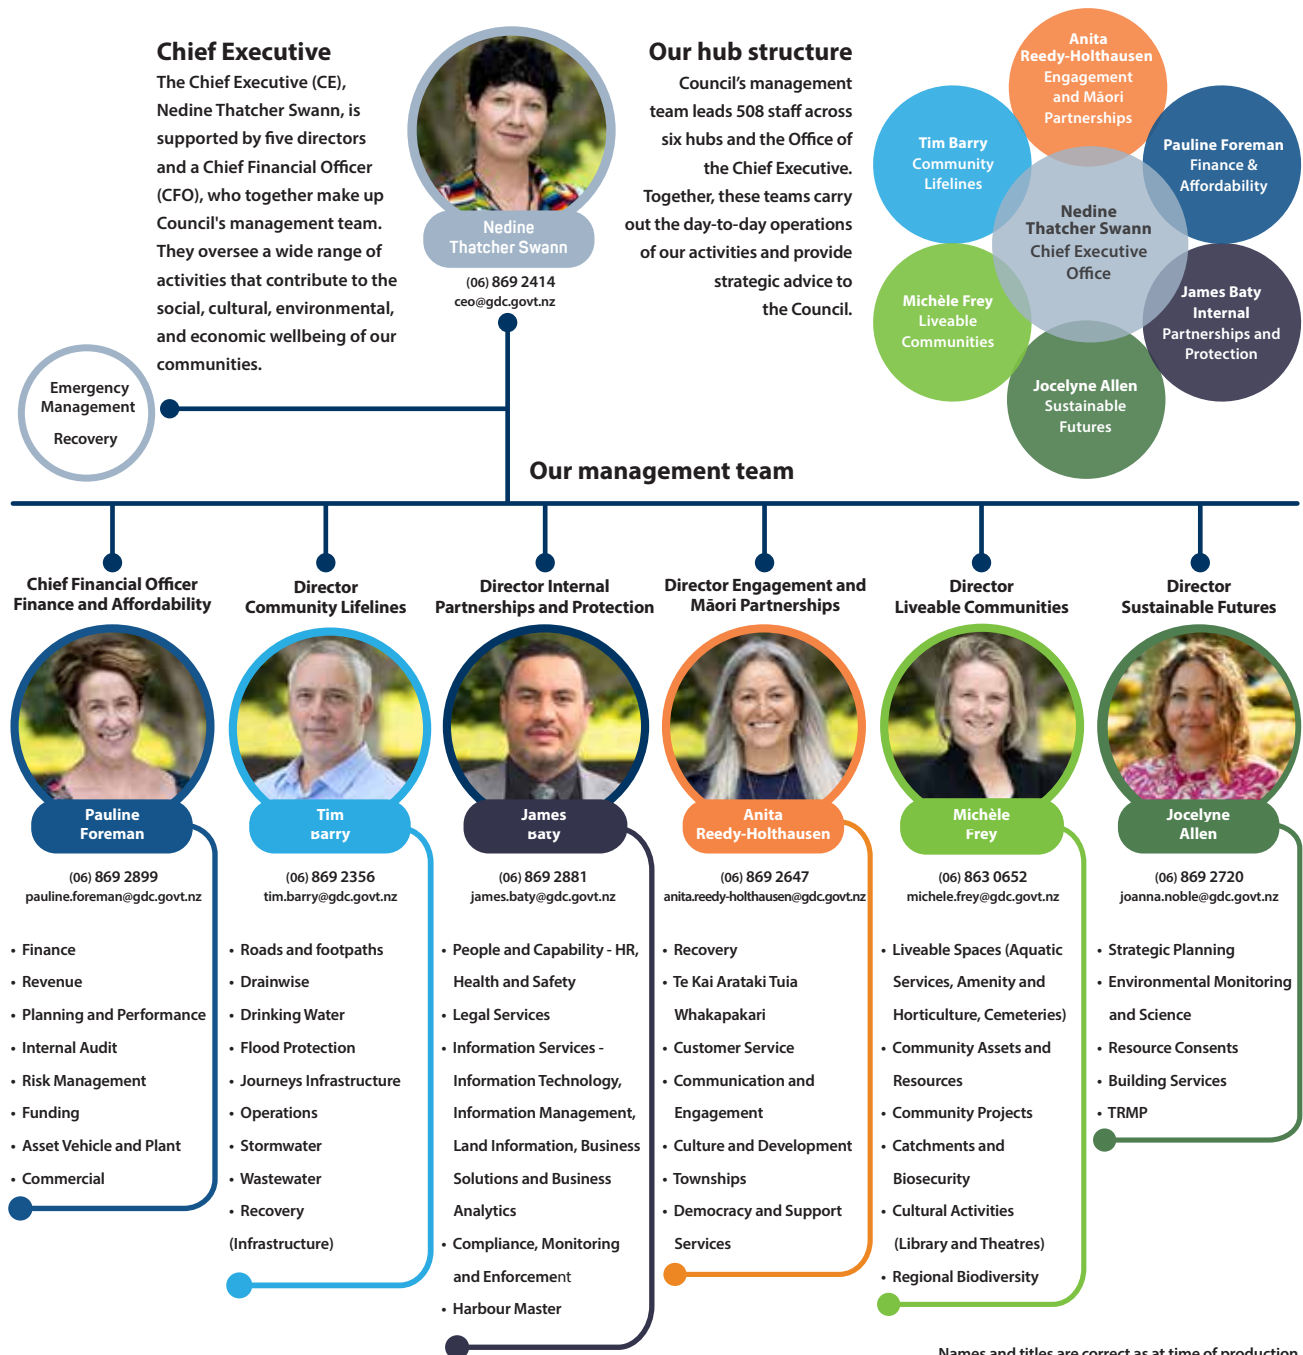 Chief Executive
The Chief Executive (CE),
Nedine Thatcher Swann, is
supported by five directors
and a Chief Financial Officer
(CFO), who together make up
Council's management team.
They oversee a wide range of
activities that contribute to the
social, cultural, environmental,
and economic wellbeing of our
communities.
Nedine
Thatcher Swann
(06) 869 2414
ceo@gdc.govt.nz
Our hub structure
Council's management
team leads 508 staff across
six hubs and the Office of
the Chief Executive.
Together, these teams carry
out the day-to-day operations
of our activities and provide
strategic advice to
the Council.
Anita
Reedy-Holthausen
Engagement
and Māori
Partnerships
Tim Barry
Community
Lifelines
Pauline Foreman
Finance &
Affordability
Nedine
Thatcher Swann
Chief Executive
Office
Michèle Frey
Liveable
Communities
James Baty
Internal
Partnerships and
Protection
Jocelyne Allen
Sustainable
Futures
Emergency
Management
Recovery
Our management team
Chief Financial Officer
Finance and Affordability
Pauline
Foreman
(06) 869 2899
pauline.foreman@gdc.govt.nz
• Finance
• Revenue
• Planning and Performance
• Internal Audit
• Risk Management
• Funding
• Asset Vehicle and Plant
• Commercial
Director
Community Lifelines
Tim
Barry
(06) 869 2356
tim.barry@gdc.govt.nz
• Roads and footpaths
• Drainwise
• Drinking Water
• Flood Protection
• Journeys Infrastructure
• Operations
• Stormwater
• Wastewater
• Recovery
(Infrastructure)
Director Internal
Partnerships and Protection
James
Baty
(06) 869 2881
james.baty@gdc.govt.nz
• People and Capability - HR,
Health and Safety
• Legal Services
• Information Services -
Information Technology,
Information Management,
Land Information, Business
Solutions and Business
Analytics
• Compliance, Monitoring
and Enforcement
• Harbour Master
Director Engagement and
Māori Partnerships
Anita
Reedy-Holthausen
(06) 869 2647
anita.reedy-holthausen@gdc.govt.nz
• Recovery
• Te Kai Arataki Tuia
Whakapakari
• Customer Service
• Communication and
Engagement
• Culture and Development
• Townships
• Democracy and Support
Services
Director
Liveable Communities
Michèle
Frey
(06) 863 0652
michele.frey@gdc.govt.nz
• Liveable Spaces (Aquatic
Services, Amenity and
Horticulture, Cemeteries)
• Community Assets and
Resources
• Community Projects
• Catchments and
Biosecurity
• Cultural Activities
(Library and Theatres)
• Regional Biodiversity
Director
Sustainable Futures
Jocelyne
Allen
(06) 869 2720
joanna.noble@gdc.govt.nz
• Strategic Planning
• Environmental Monitoring
and Science
• Resource Consents
• Building Services
• TRMP
Names and titles are correct as at time of production